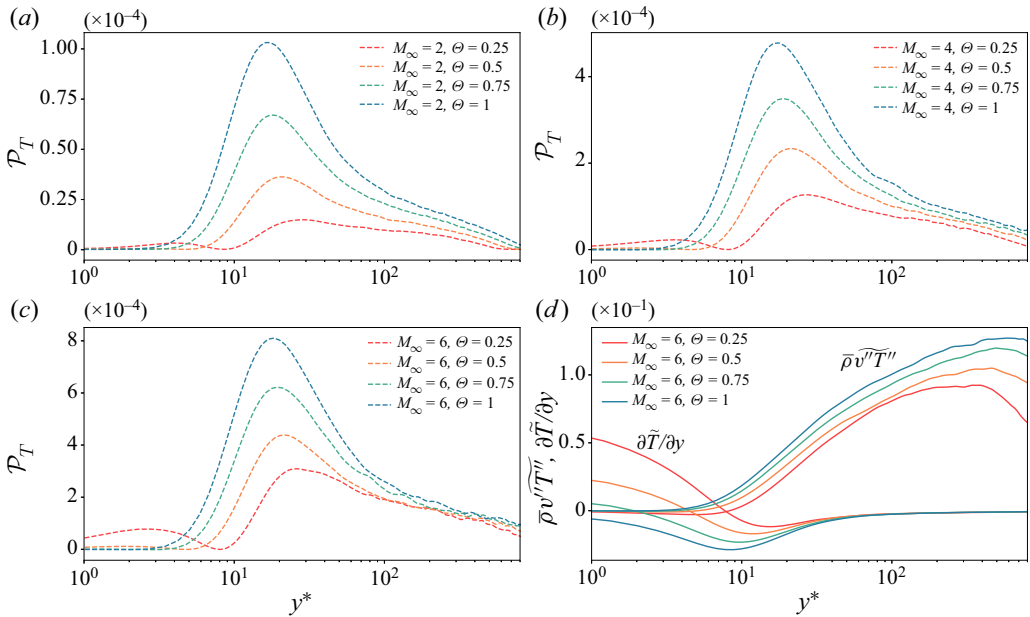 (a)
(×10⁻⁴)
1.00
0.75
0.50
0.25
0
𝒫_T
M∞ = 2, Θ = 0.25
M∞ = 2, Θ = 0.5
M∞ = 2, Θ = 0.75
M∞ = 2, Θ = 1
10⁰ 10¹ 10²
(b)
(×10⁻⁴)
4
2
0
𝒫_T
M∞ = 4, Θ = 0.25
M∞ = 4, Θ = 0.5
M∞ = 4, Θ = 0.75
M∞ = 4, Θ = 1
10⁰ 10¹ 10²
(c)
(×10⁻⁴)
8
6
4
2
0
𝒫_T
M∞ = 6, Θ = 0.25
M∞ = 6, Θ = 0.5
M∞ = 6, Θ = 0.75
M∞ = 6, Θ = 1
10⁰ 10¹ 10²
y*
(d)
(×10⁻¹)
1.0
0.5
0
ρ̄ṽ″T″, ∂T̃/∂y
M∞ = 6, Θ = 0.25
M∞ = 6, Θ = 0.5
M∞ = 6, Θ = 0.75
M∞ = 6, Θ = 1
ρ̄ṽ″T″
∂T̃/∂y
10⁰ 10¹ 10²
y*